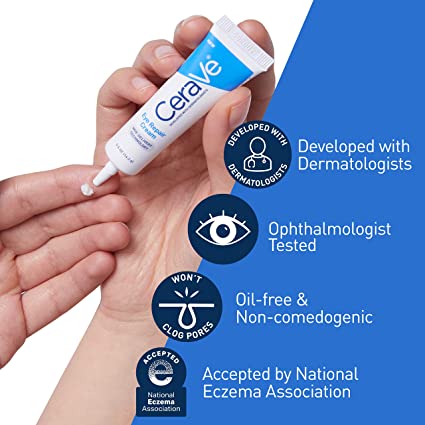 CeraVe
Eye Repair
Cream
DEVELOPED WITH
DERMATOLOGISTS
Developed with
Dermatologists
Ophthalmologist
Tested
WON'T
CLOG PORES
Oil-free &
Non-comedogenic
ACCEPTED
National
Eczema
Association
Accepted by National
Eczema Association